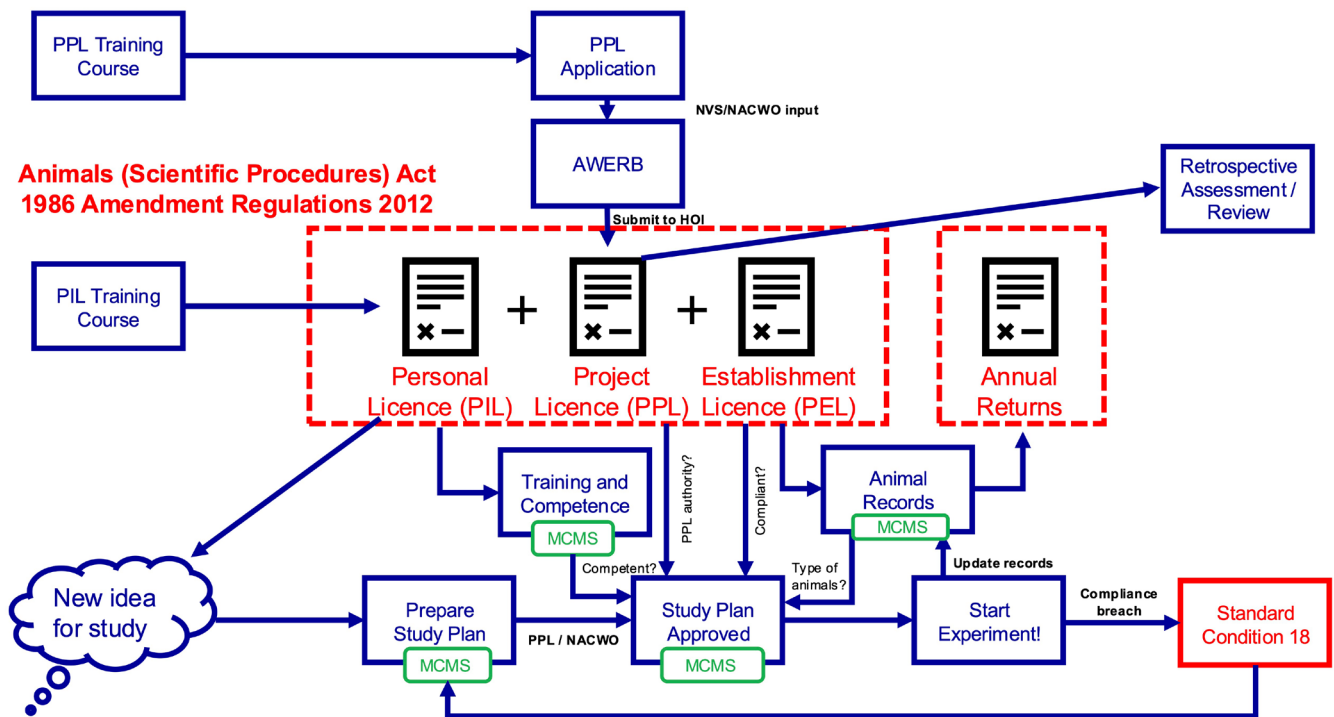 PPL Training
Course
PPL
Application
NVS/NACWO input
AWERB
Animals (Scientific Procedures) Act
1986 Amendment Regulations 2012
Submit to HOI
Retrospective
Assessment /
Review
PIL Training
Course
+
+
Personal
Licence (PIL)
Project
Licence (PPL)
Establishment
Licence (PEL)
Annual
Returns
Training and
Competence
MCMS
PPL authority?
Compliant?
Animal
Records
MCMS
Competent?
Type of
animals?
Update records
New idea
for study
Prepare
Study Plan
MCMS
PPL / NACWO
Study Plan
Approved
MCMS
Start
Experiment!
Compliance
breach
Standard
Condition 18